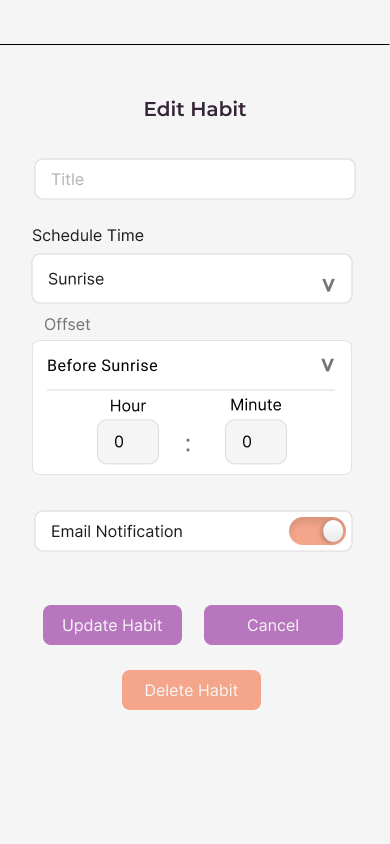 Edit Habit
Title
Schedule Time
Sunrise
V
Offset
Before Sunrise
V
Hour Minute
0 : 0
Email Notification
Update Habit Cancel
Delete Habit